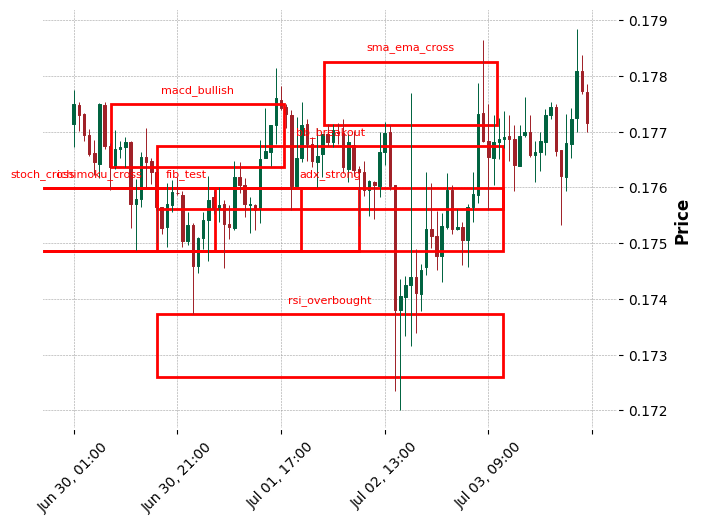 0.179
sma_ema_cross
0.178
macd_bullish
0.177
stoch_cross
ichimoku_cross
fib_test
adx_strong
0.176
Price
0.175
0.174
rsi_overbought
0.173
0.172
Jun 30, 01:00
Jun 30, 21:00
Jul 01, 17:00
Jul 02, 13:00
Jul 03, 09:00